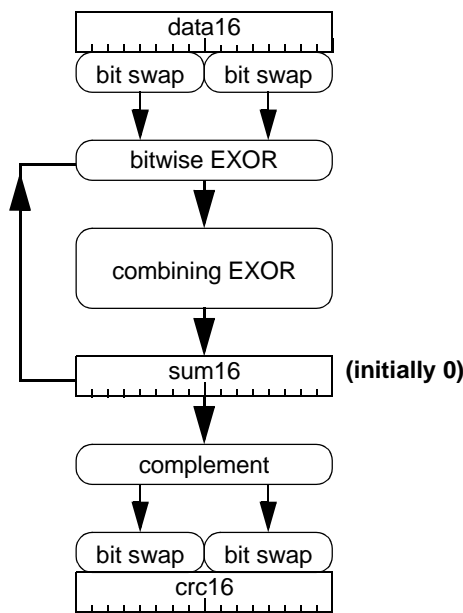 data16
bit swap bit swap
bitwise EXOR
combining EXOR
sum16 (initially 0)
complement
bit swap bit swap
crc16